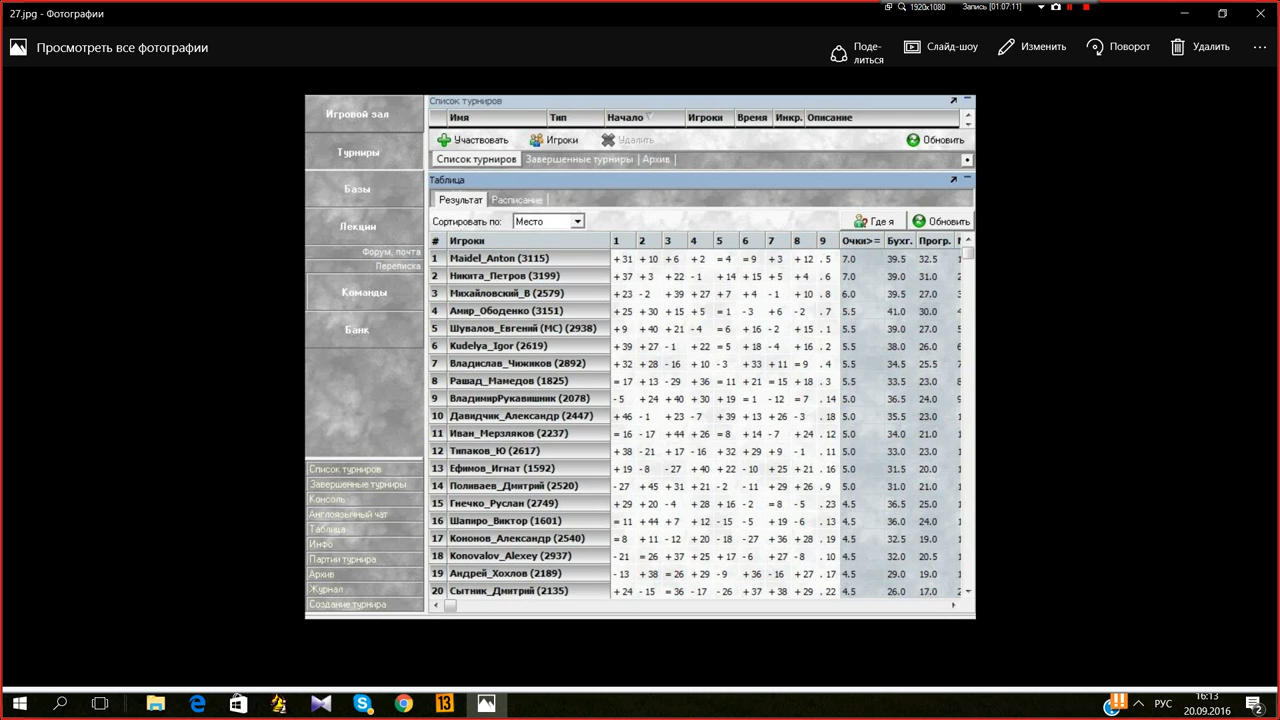 27.jpg - Фотографии
1920x1080 Запись [01:07:11]
Просмотреть все фотографии
Поде-
литься
Слайд-шоу
Изменить
Поворот
Удалить
Игровой зал
Турниры
Базы
Лекции
Форум, почта
Переписка
Команды
Банк
Список турниров
Завершенные турниры
Консоль
Англоязычный чат
Таблица
Инфо
Партии турнира
Архив
Журнал
Создание турнира
Список турниров
Имя Тип Начало Игроки Время Инкр. Описание
Участвовать Игроки Удалить Обновить
Список турниров Завершенные турниры Архив
Таблица
Результат Расписание
Сортировать по: Место Где я Обновить
# Игроки 1 2 3 4 5 6 7 8 9 Очки>= Бухг. Прогр.
1 Maidel_Anton (3115) + 31 + 10 + 6 + 2 = 4 = 9 + 3 + 12 . 5 7.0 39.5 32.5
2 Никита_Петров (3199) + 37 + 3 + 22 - 1 + 14 + 15 + 5 + 4 . 6 7.0 39.0 31.0
3 Михайловский_В (2579) + 23 - 2 + 39 + 27 + 7 + 4 - 1 + 10 . 8 6.0 39.5 27.0
4 Амир_Ободенко (3151) + 25 + 30 + 15 + 5 = 1 - 3 + 6 - 2 . 7 5.5 41.0 30.0
5 Шувалов_Евгений (МС) (2938) + 9 + 40 + 21 - 4 = 6 + 16 - 2 + 15 . 1 5.5 39.0 27.0
6 Kudelya_Igor (2619) + 39 + 27 - 1 + 22 = 5 + 18 - 4 + 16 . 2 5.5 38.0 26.0
7 Владислав_Чижиков (2892) + 32 + 28 - 16 + 10 - 3 + 33 + 11 = 9 . 4 5.5 34.5 25.5
8 Рашад_Мамедов (1825) = 17 + 13 - 29 + 36 = 11 + 21 = 15 + 18 . 3 5.5 33.5 23.0
9 ВладимирРукавишник (2078) - 5 + 24 + 40 + 30 + 19 = 1 - 12 = 7 . 14 5.0 36.5 24.0
10 Давидчик_Александр (2447) + 46 - 1 + 23 - 7 + 39 + 13 + 26 - 3 . 18 5.0 35.5 23.0
11 Иван_Мерзляков (2237) = 16 - 17 + 44 + 26 = 8 + 14 - 7 + 24 . 12 5.0 34.0 21.0
12 Типаков_Ю (2617) + 38 - 21 + 17 - 16 + 32 + 29 + 9 - 1 . 11 5.0 33.0 23.0
13 Ефимов_Игнат (1592) + 19 - 8 - 27 + 40 + 22 - 10 + 25 + 21 . 16 5.0 31.5 20.0
14 Поливаев_Дмитрий (2520) - 27 + 45 + 31 + 21 - 2 - 11 + 29 + 26 . 9 5.0 31.0 21.0
15 Гнечко_Руслан (2749) + 29 + 20 - 4 + 28 + 16 - 2 = 8 - 5 . 23 4.5 36.5 25.0
16 Шапиро_Виктор (1601) = 11 + 44 + 7 + 12 - 15 - 5 + 19 - 6 . 13 4.5 36.0 24.0
17 Кононов_Александр (2540) = 8 + 11 - 12 + 20 - 18 - 27 + 36 + 28 . 19 4.5 32.5 19.0
18 Konovalov_Alexey (2937) - 21 = 26 + 37 + 25 + 17 - 6 + 27 - 8 . 10 4.5 32.0 20.5
19 Андрей_Хохлов (2189) - 13 + 38 = 26 + 29 - 9 + 36 - 16 + 27 . 17 4.5 29.0 19.0
20 Сытник_Дмитрий (2135) + 24 - 15 = 36 - 17 - 26 + 37 + 38 + 29 . 22 4.5 26.0 17.0
13
РУС
16:13
20.09.2016
2